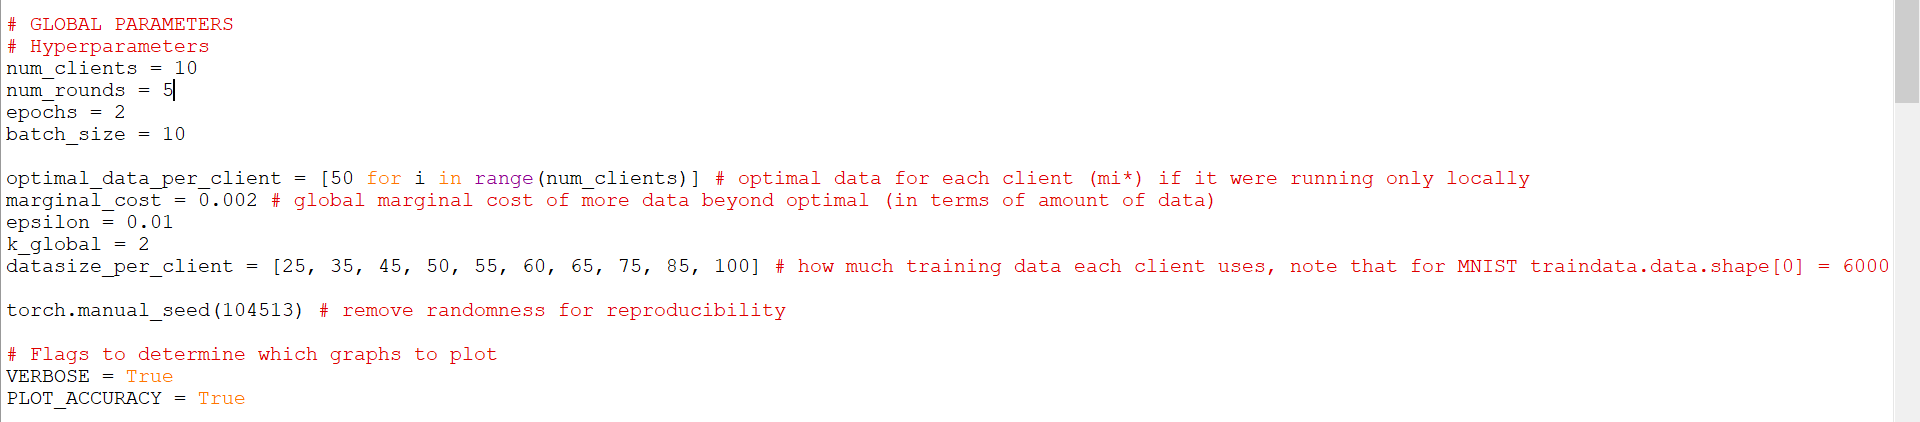 # GLOBAL PARAMETERS
# Hyperparameters
num_clients = 10
num_rounds = 5
epochs = 2
batch_size = 10
optimal_data_per_client = [50 for i in range(num_clients)] # optimal data for each client (mi*) if it were running only locally
marginal_cost = 0.002 # global marginal cost of more data beyond optimal (in terms of amount of data)
epsilon = 0.01
k_global = 2
datasize_per_client = [25, 35, 45, 50, 55, 60, 65, 75, 85, 100] # how much training data each client uses, note that for MNIST traindata.data.shape[0] = 6000
torch.manual_seed(104513) # remove randomness for reproducibility
# Flags to determine which graphs to plot
VERBOSE = True
PLOT_ACCURACY = True